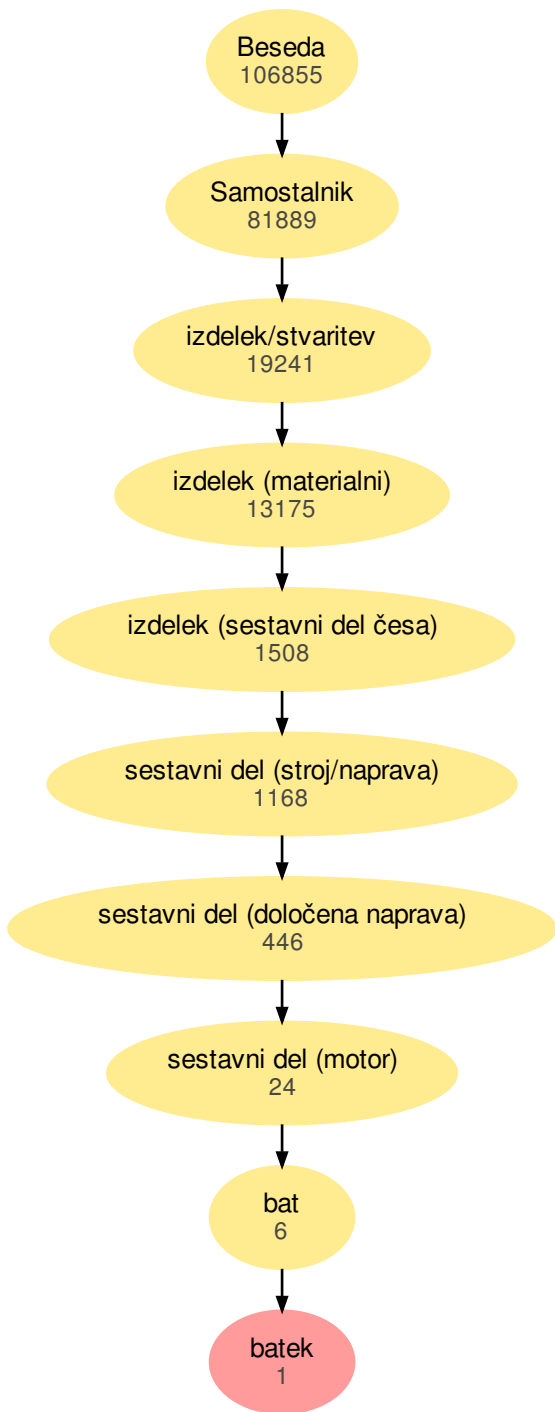 Beseda
106855
Samostalnik
81889
izdelek/stvaritev
19241
izdelek (materialni)
13175
izdelek (sestavni del česa)
1508
sestavni del (stroj/naprava)
1168
sestavni del (določena naprava)
446
sestavni del (motor)
24
bat
6
batek
1